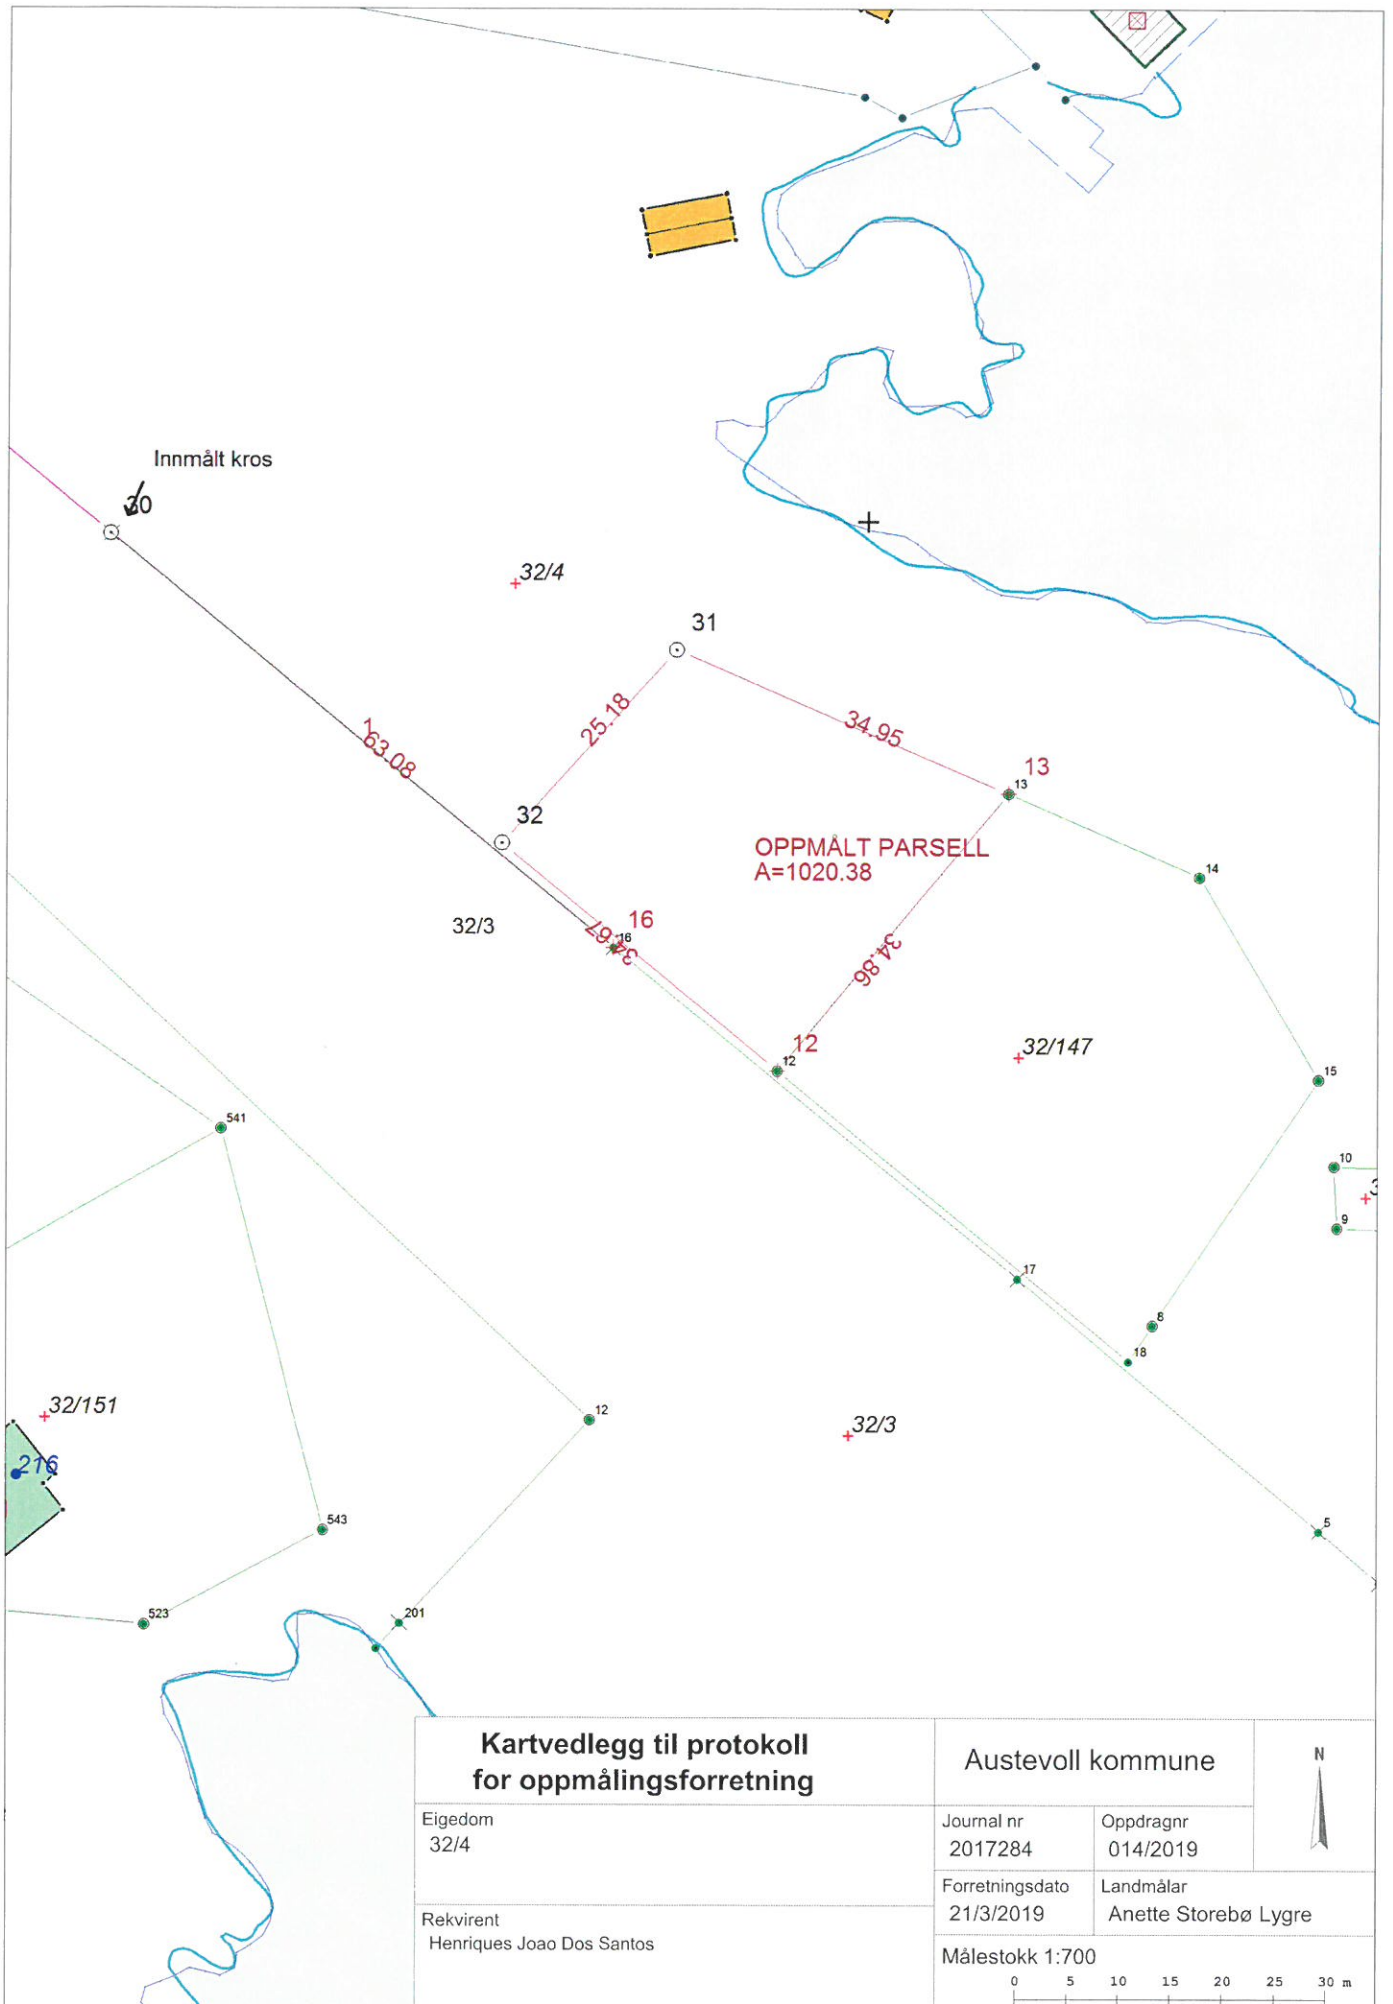 Innmålt kros
30
32/4
31
25.18
34.95
1
63.08
13
13
32
OPPMÅLT PARSELL
A=1020.38
14
32/3
16
16
34.67
34.86
12
12
32/147
15
541
10
9
17
8
18
32/151
12
32/3
216
543
5
523
201
Kartvedlegg til protokoll
for oppmålingsforretning
Austevoll kommune
N
Eigedom
32/4
Journal nr
2017284
Oppdragnr
014/2019
Forretningsdato
21/3/2019
Landmålar
Anette Storebø Lygre
Rekvirent
Henriques Joao Dos Santos
Målestokk 1:700
0 5 10 15 20 25 30 m